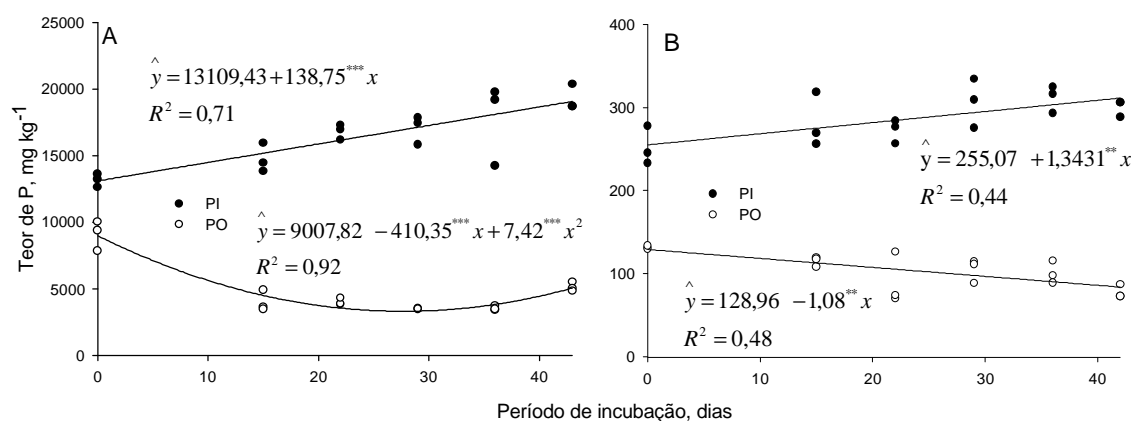 A
25000
20000
15000
10000
5000
0
0
10
20
30
40
Teor de P, mg kg⁻¹
^
y = 13109,43 + 138,75*** x
R² = 0,71
PI
PO
^
y = 9007,82 − 410,35*** x + 7,42*** x²
R² = 0,92
B
400
300
200
100
0
0
10
20
30
40
^
y = 255,07 + 1,3431** x
R² = 0,44
PI
PO
^
y = 128,96 − 1,08** x
R² = 0,48
Período de incubação, dias